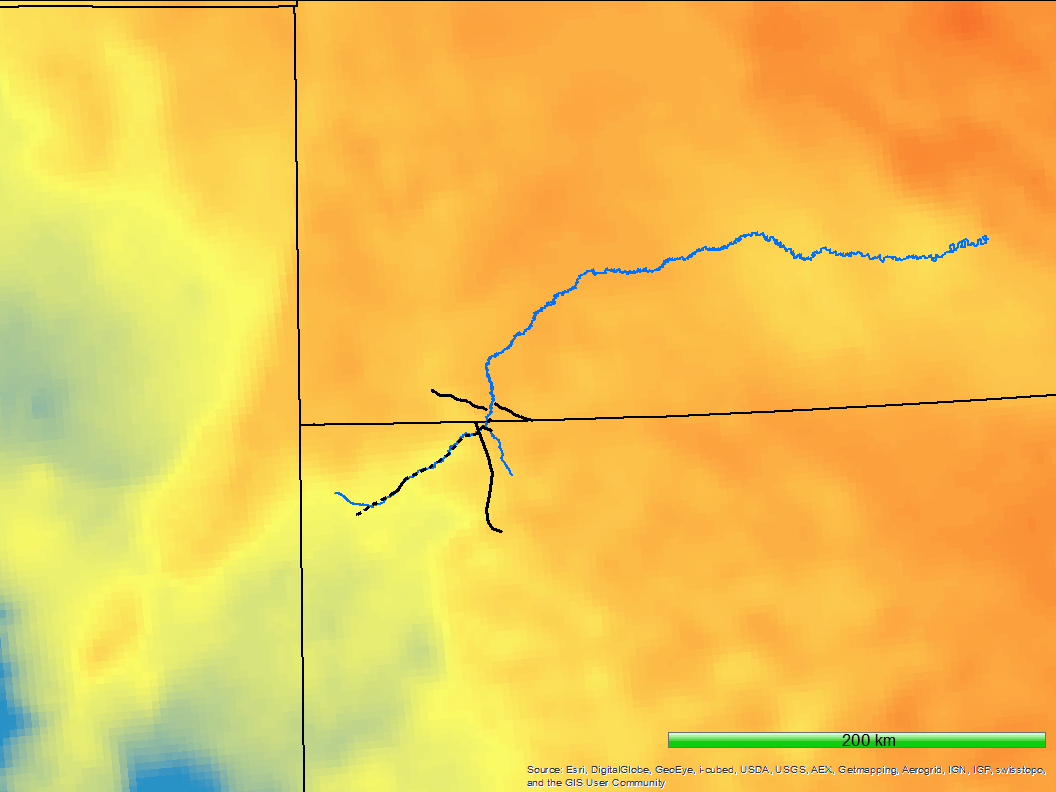 200 km
Source: Esri, DigitalGlobe, GeoEye, i-cubed, USDA, USGS, AEX, Getmapping, Aerogrid, IGN, IGP, swisstopo,
and the GIS User Community